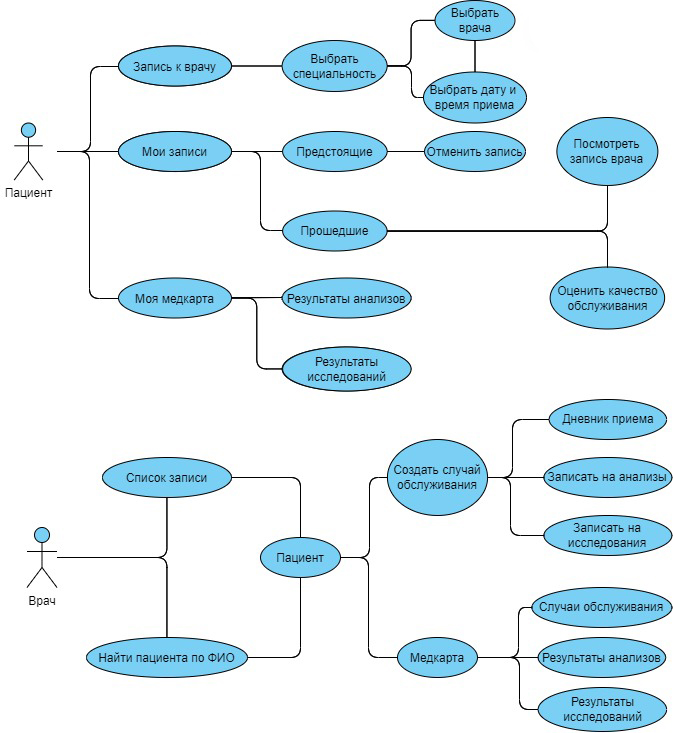 Выбрать
врача
Запись к врачу
Выбрать
специальность
Выбрать дату и
время приема
Пациент
Мои записи
Предстоящие
Отменить запись
Посмотреть
запись врача
Прошедшие
Моя медкарта
Результаты анализов
Оценить качество
обслуживания
Результаты
исследований
Врач
Список записи
Найти пациента по ФИО
Пациент
Создать случай
обслуживания
Дневник приема
Записать на анализы
Записать на
исследования
Медкарта
Случаи обслуживания
Результаты анализов
Результаты
исследований